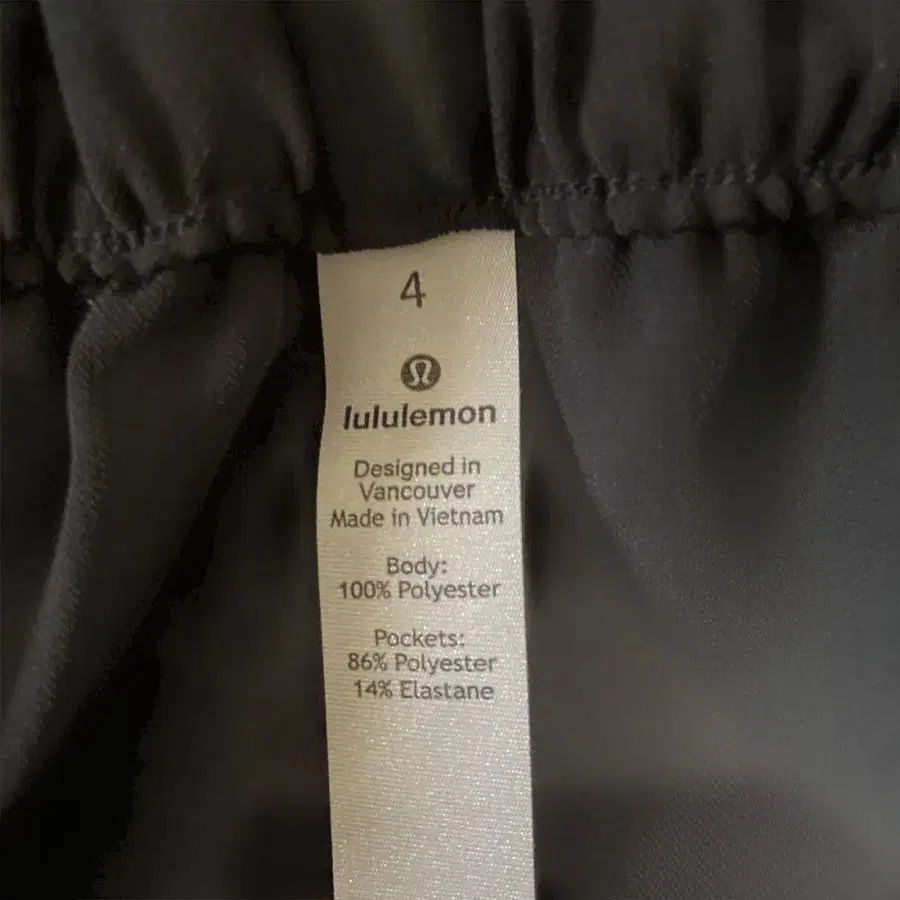 4
lululemon
Designed in
Vancouver
Made in Vietnam
Body:
100% Polyester
Pockets:
86% Polyester
14% Elastane